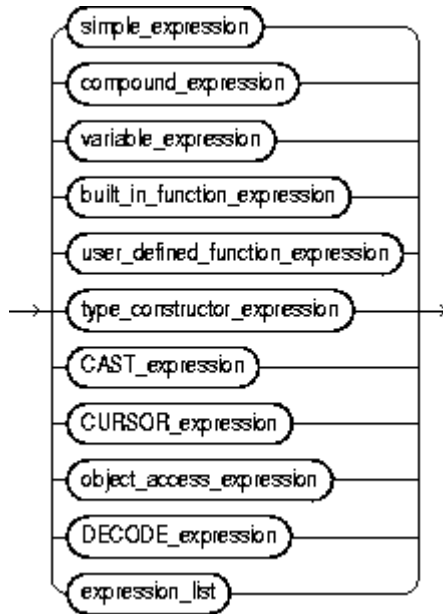 simple_expression
compound_expression
variable_expression
built_in_function_expression
user_defined_function_expression
type_constructor_expression
CAST_expression
CURSOR_expression
object_access_expression
DECODE_expression
expression_list